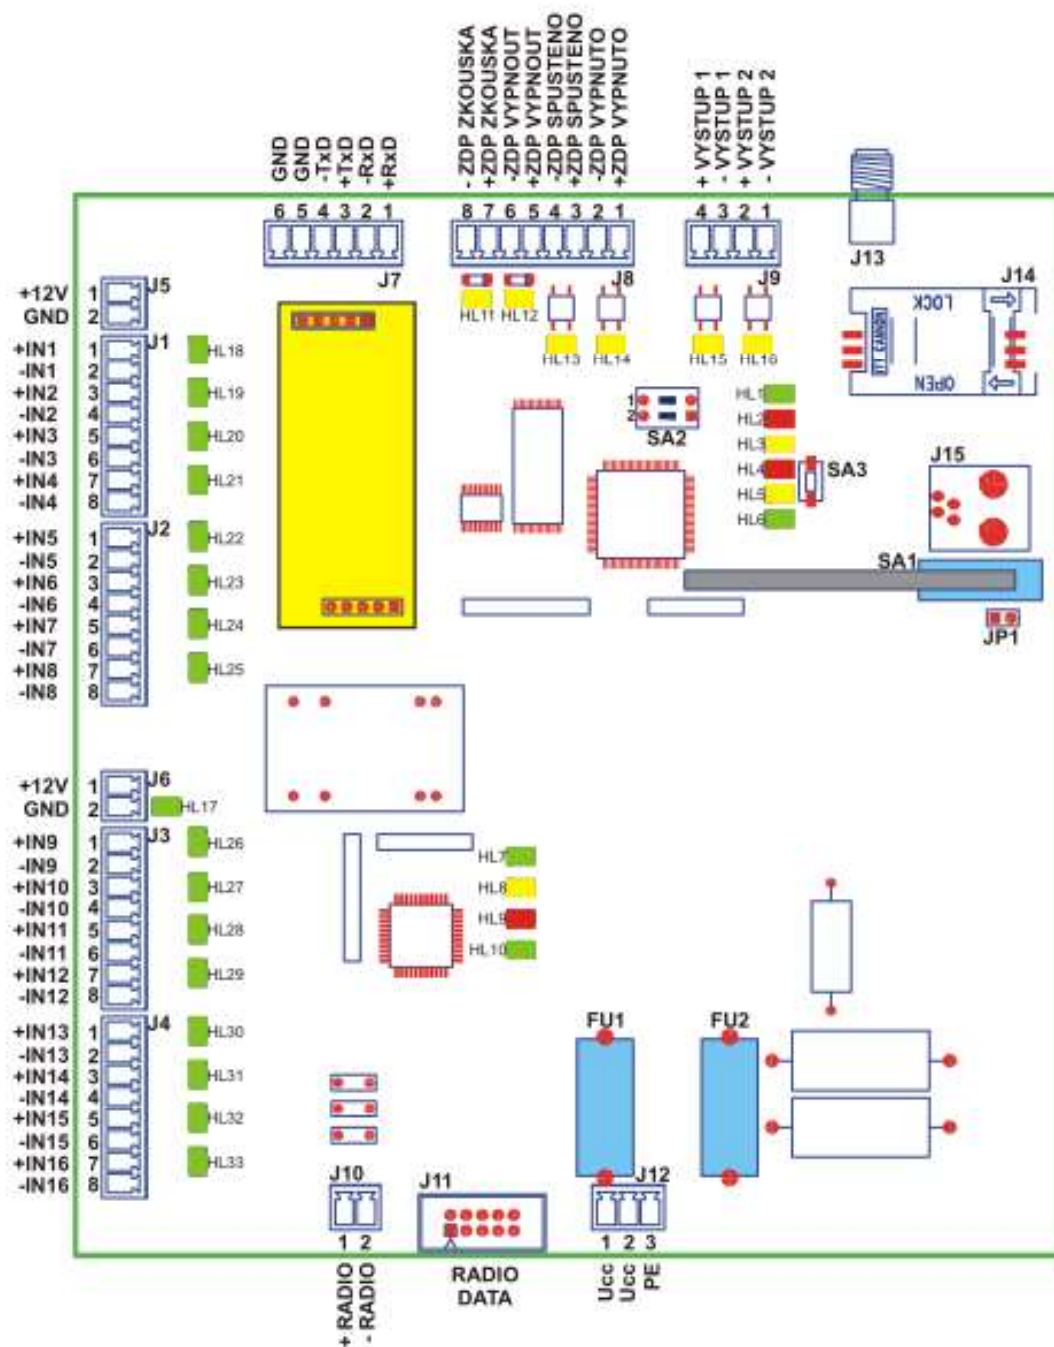 - ZDP ZKOUSKA
+ZDP ZKOUSKA
-ZDP VYPNOUT
+ZDP VYPNOUT
-ZDP SPUSTENO
+ZDP SPUSTENO
-ZDP VYPNUTO
+ZDP VYPNUTO
+ VYSTUP 1
- VYSTUP 1
+ VYSTUP 2
- VYSTUP 2
GND
GND
-TxD
+TxD
-RxD
+RxD
6 5 4 3 2 1
8 7 6 5 4 3 2 1
4 3 2 1
J7
J8
J9
J13
J14
LOCK
OPEN
+12V 1 J5
GND 2
HL11 HL12
HL13 HL14
HL15 HL16
+IN1 1 J1 HL18
-IN1 2
+IN2 3 HL19
-IN2 4
+IN3 5 HL20
-IN3 6
+IN4 7 HL21
-IN4 8
1
2
SA2
HL1
HL2
HL3
HL4
HL5
HL6
SA3
J15
+IN5 1 J2 HL22
-IN5 2
+IN6 3 HL23
-IN6 4
+IN7 5 HL24
-IN7 6
+IN8 7 HL25
-IN8 8
SA1
JP1
+12V 1 J6
GND 2 HL17
+IN9 1 J3 HL26
-IN9 2
+IN10 3 HL27
-IN10 4
+IN11 5 HL28
-IN11 6
+IN12 7 HL29
-IN12 8
HL7
HL8
HL9
HL10
+IN13 1 J4 HL30
-IN13 2
+IN14 3 HL31
-IN14 4
+IN15 5 HL32
-IN15 6
+IN16 7 HL33
-IN16 8
FU1 FU2
J10 J11 J12
1 2
1 2 3
+ RADIO
- RADIO
RADIO
DATA
Ucc
Ucc
PE